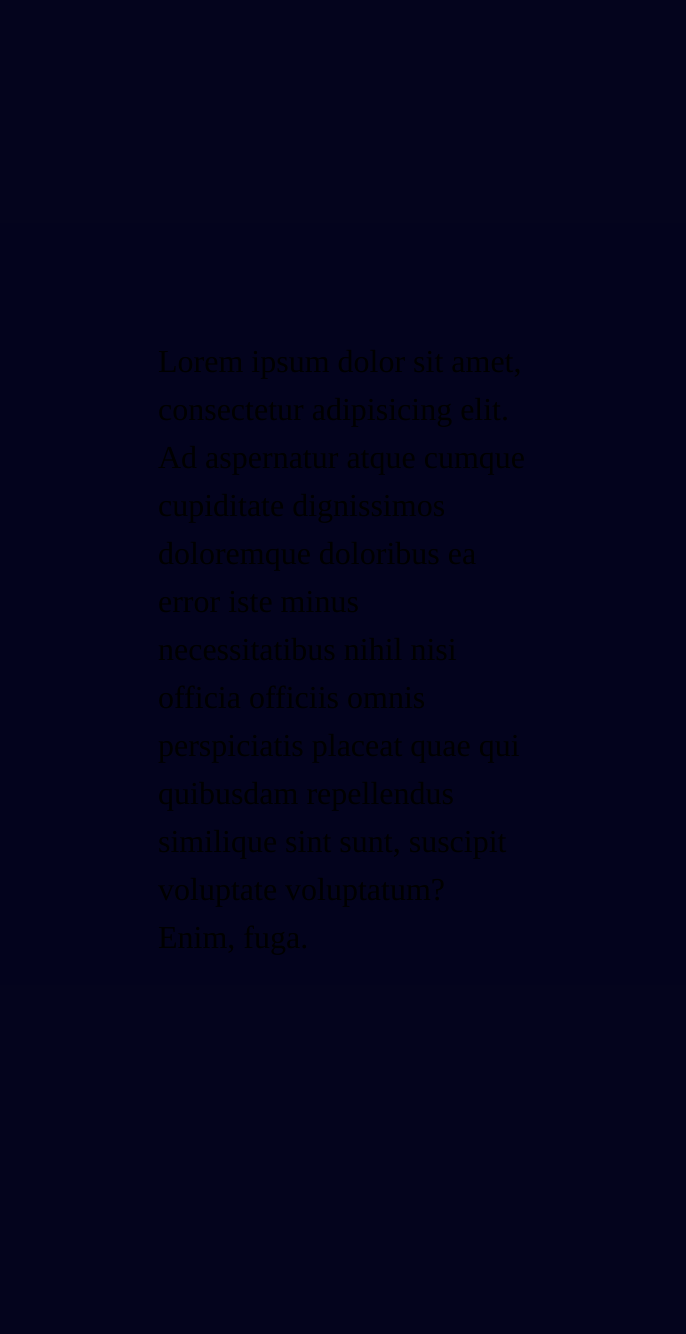 Lorem ipsum dolor sit amet,
consectetur adipisicing elit.
Ad aspernatur atque cumque
cupiditate dignissimos
doloremque doloribus ea
error iste minus
necessitatibus nihil nisi
officia officiis omnis
perspiciatis placeat quae qui
quibusdam repellendus
similique sint sunt, suscipit
voluptate voluptatum?
Enim, fuga.